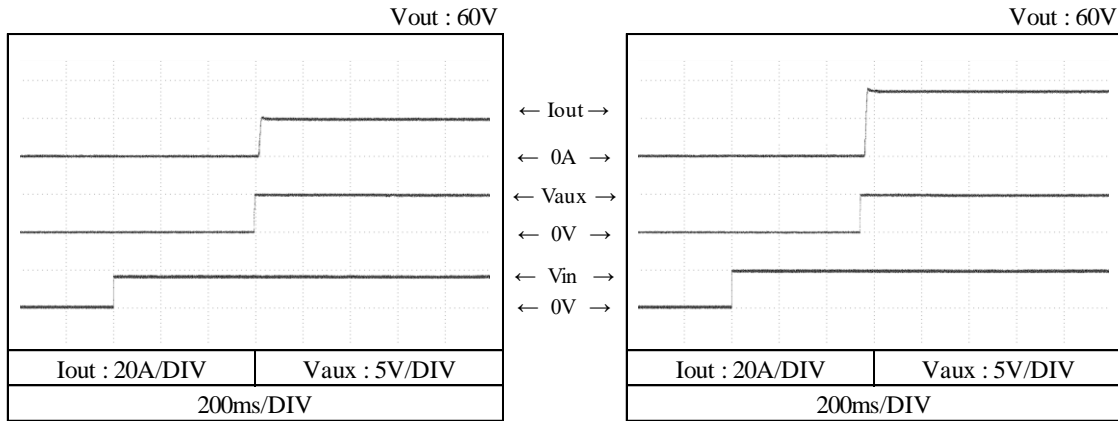 Vout : 60V
Vout : 60V
← Iout →
← 0A →
← Vaux →
← 0V →
← Vin →
← 0V →
Iout : 20A/DIV Vaux : 5V/DIV
200ms/DIV
Iout : 20A/DIV Vaux : 5V/DIV
200ms/DIV